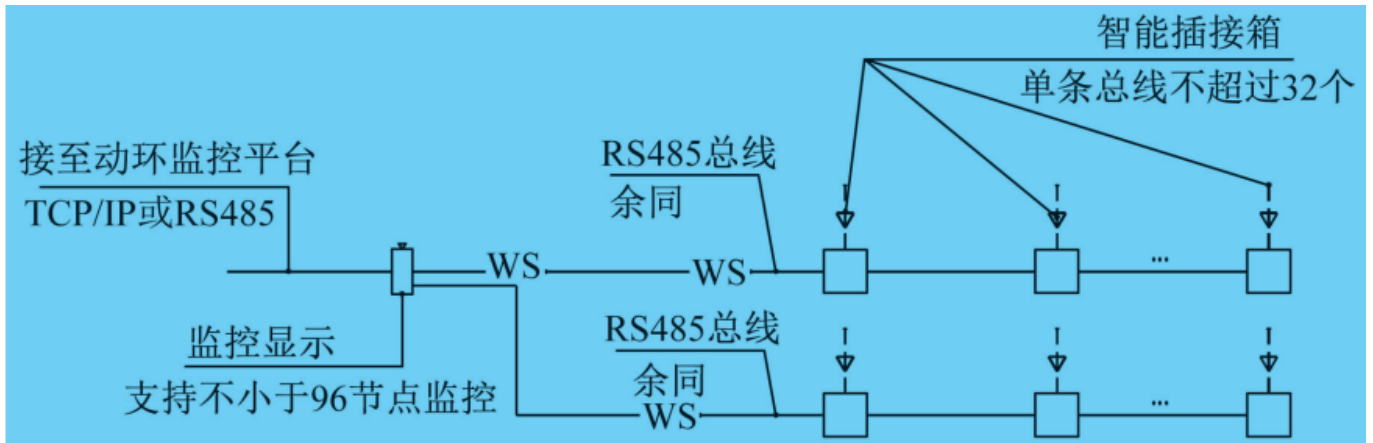 智能插接箱
单条总线不超过32个
接至动环监控平台
TCP/IP或RS485
RS485总线
余同
WS
WS
...
监控显示
支持不小于96节点监控
RS485总线
余同
WS
...